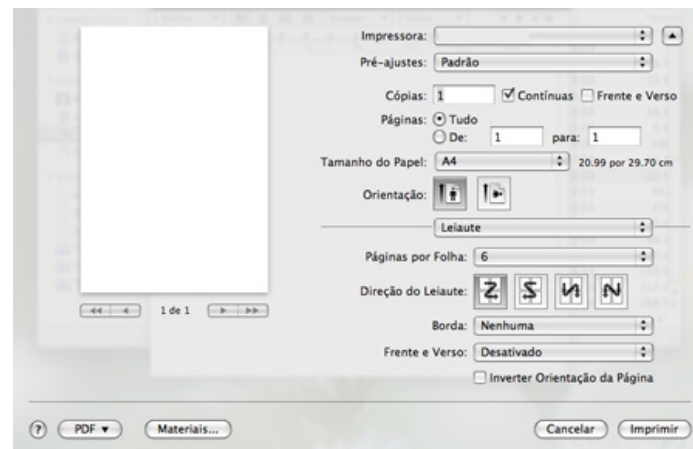 Impressora:
Pré-ajustes: Padrão
Cópias: 1 Contínuas Frente e Verso
Páginas: Tudo
De: 1 para: 1
Tamanho do Papel: A4 20.99 por 29.70 cm
Orientação:
Leiaute
Páginas por Folha: 6
Direção do Leiaute:
1 de 1
Borda: Nenhuma
Frente e Verso: Desativado
Inverter Orientação da Página
? PDF Materiais... Cancelar Imprimir